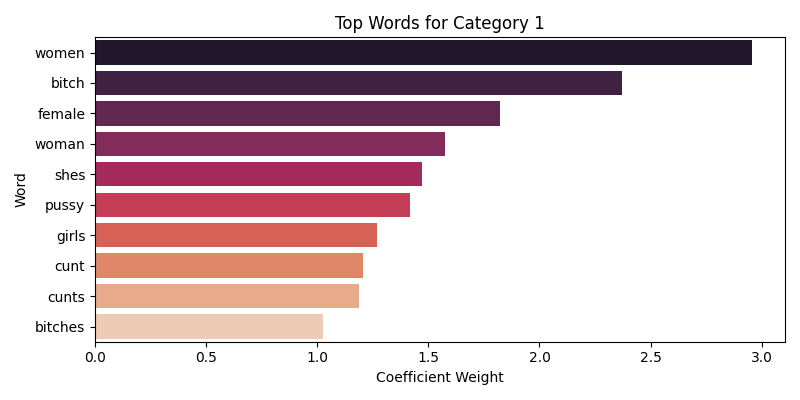 Top Words for Category 1
Word
women
bitch
female
woman
shes
pussy
girls
cunt
cunts
bitches
0.0 0.5 1.0 1.5 2.0 2.5 3.0
Coefficient Weight